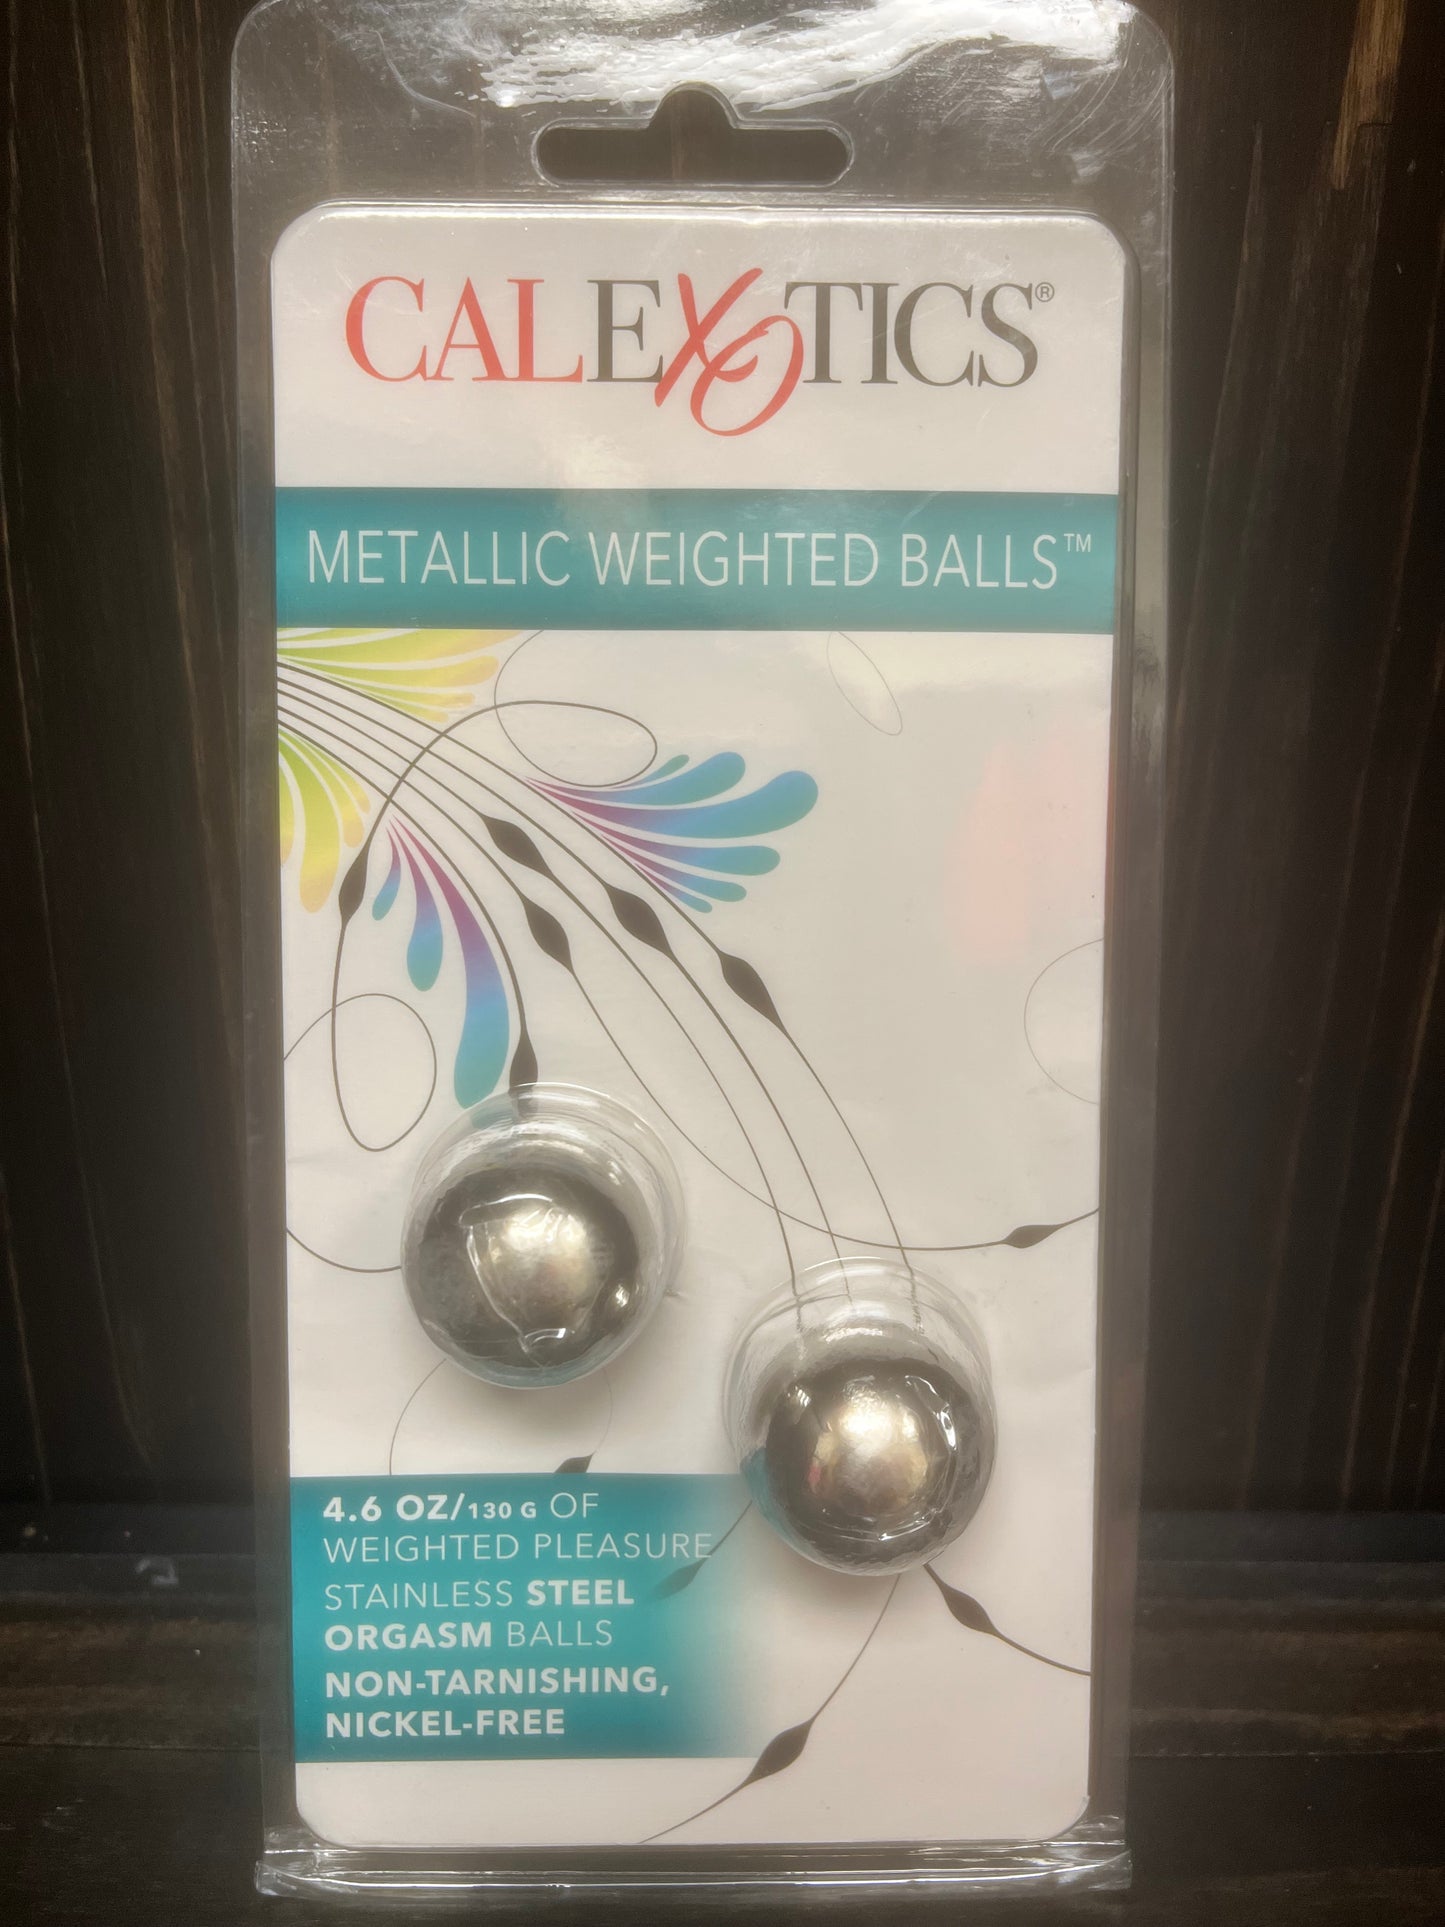 CALEXOTICS®
METALLIC WEIGHTED BALLS™
4.6 OZ/130 G OF
WEIGHTED PLEASURE
STAINLESS STEEL
ORGASM BALLS
NON-TARNISHING,
NICKEL-FREE